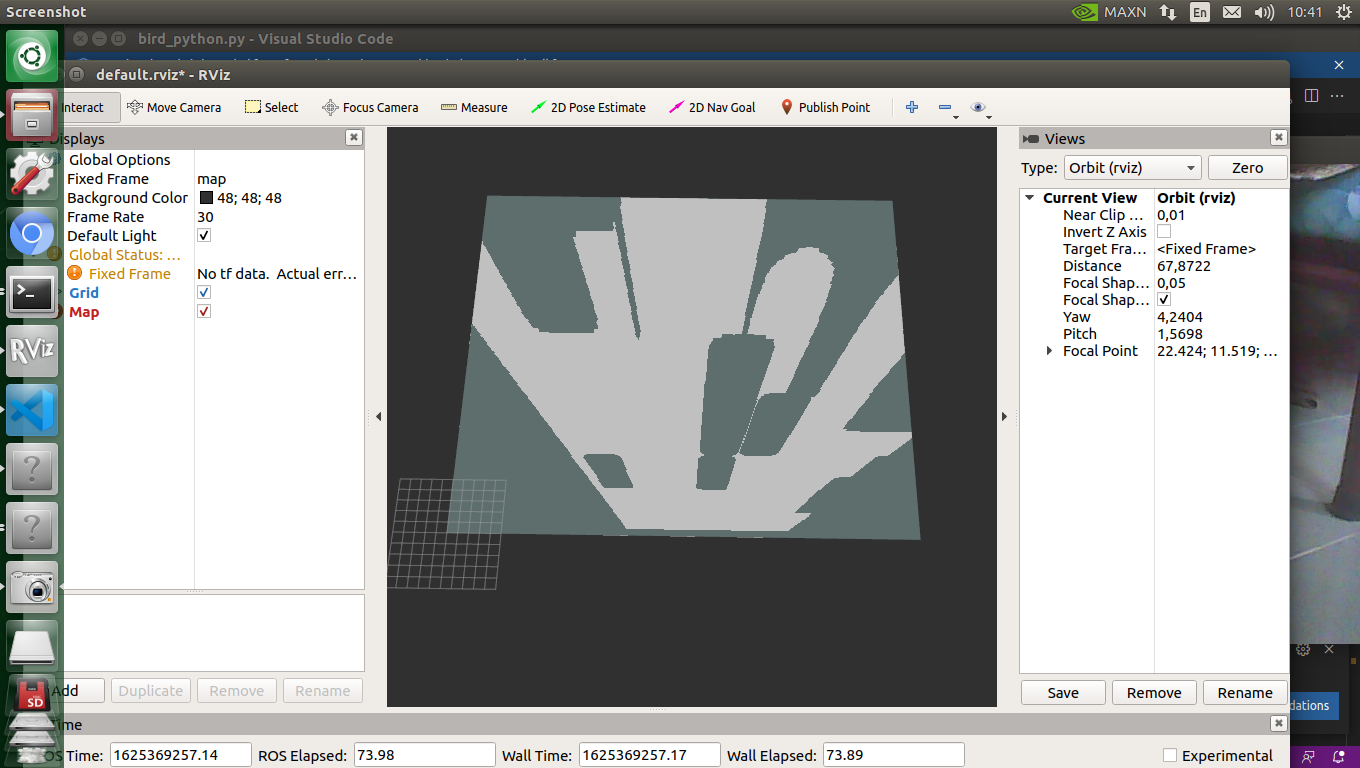 Screenshot
MAXN
En
10:41
bird_python.py - Visual Studio Code
default.rviz* - RViz
Interact
Move Camera
Select
Focus Camera
Measure
2D Pose Estimate
2D Nav Goal
Publish Point
Displays
Global Options
Fixed Frame map
Background Color 48; 48; 48
Frame Rate 30
Default Light
Global Status: ...
Fixed Frame No tf data. Actual err...
Grid
Map
Add
Duplicate
Remove
Rename
Views
Type: Orbit (rviz)
Zero
Current View Orbit (rviz)
Near Clip ... 0,01
Invert Z Axis
Target Fra... <Fixed Frame>
Distance 67,8722
Focal Shap... 0,05
Focal Shap...
Yaw 4,2404
Pitch 1,5698
Focal Point 22.424; 11.519; ...
Save
Remove
Rename
RViz
SD
dations
ROS Time: 1625369257.14
ROS Elapsed: 73.98
Wall Time: 1625369257.17
Wall Elapsed: 73.89
Experimental